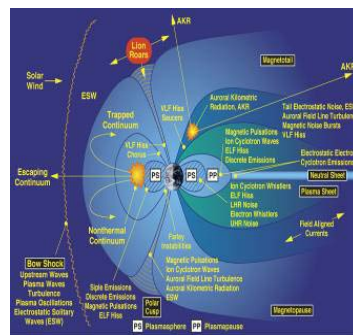 AKR
Lion
Roars
Magnetotail
Solar
Wind
ESW
VLF Hiss
Saucers
AKR
Auroral Kilometric
Radiation, AKR
Tail Electrostatic Noise, ESW
Auroral Field Line Turbulence
Magnetic Noise Bursts
VLF Hiss
Trapped
Continuum
VLF Hiss
Chorus
Magnetic Pulsations
Ion Cyclotron Waves
ELF Hiss
Discrete Emissions
Electrostatic Electron
Cyclotron Emissions
Escaping
Continuum
PS
PS
PP
Neutral Sheet
Plasma Sheet
Nonthermal
Continuum
Ion Cyclotron Whistlers
ELF Hiss
LHR Noise
Electron Whistlers
UHR Noise
Farley
Instabilities
Field Aligned
Currents
Bow Shock
Upstream Waves
Plasma Waves
Turbulence
Plasma Oscillations
Electrostatic Solitary
Waves (ESW)
Siple Emissions
Discrete Emissions
Magnetic Pulsations
ELF Hiss
Polar
Cusp
Magnetic Pulsations
Ion Cyclotron Waves
Auroral Field Line Turbulence
Auroral Kilometric Radiation
ESW
Magnetopause
PS Plasmasphere PP Plasmapause